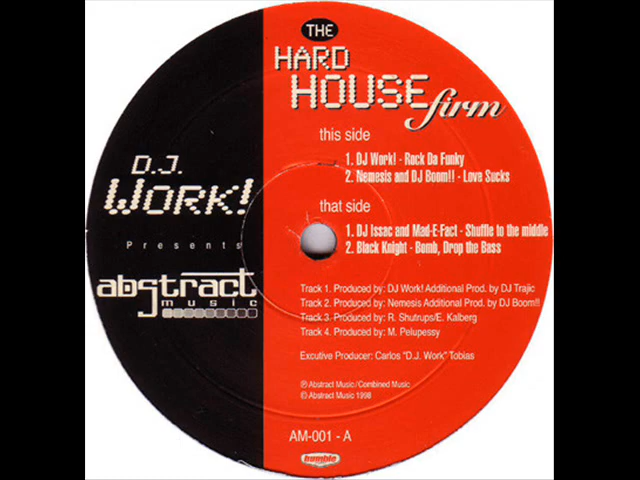 THE
HARD
HOUSE
firm
D.J.
WORK!
Presents
abstract
music
this side
1. DJ Work! - Rock Da Funky
2. Nemesis and DJ Boom!! - Love Sucks
that side
1. DJ Issac and Mad-E-Fact - Shuffle to the middle
2. Black Knight - Bomb, Drop the Bass
Track 1. Produced by: DJ Work! Additional Prod. by DJ Trajic
Track 2. Produced by: Nemesis Additional Prod. by DJ Boom!!
Track 3. Produced by: R. Shutrups/E. Kalberg
Track 4. Produced by: M. Pelupessy
Excutive Producer: Carlos "D.J. Work" Tobias
℗ Abstract Music/Combined Music
© Abstract Music 1998
AM-001 - A
humble